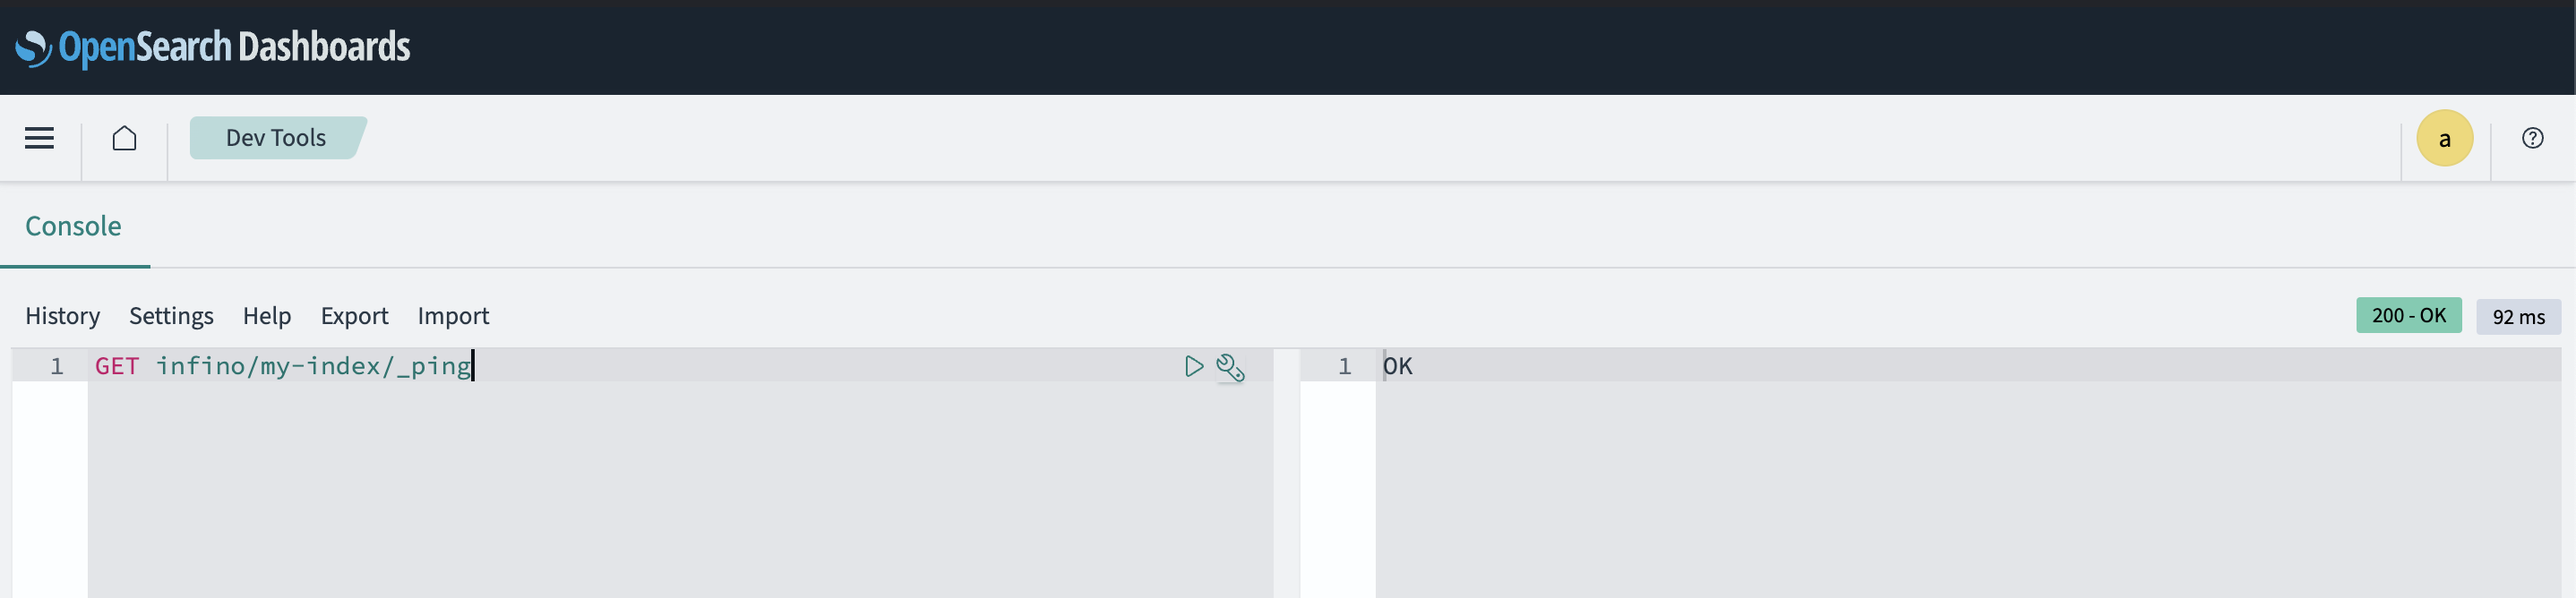 OpenSearch Dashboards
Dev Tools
a
Console
History Settings Help Export Import
200 - OK 92 ms
1 GET infino/my-index/_ping
1 OK